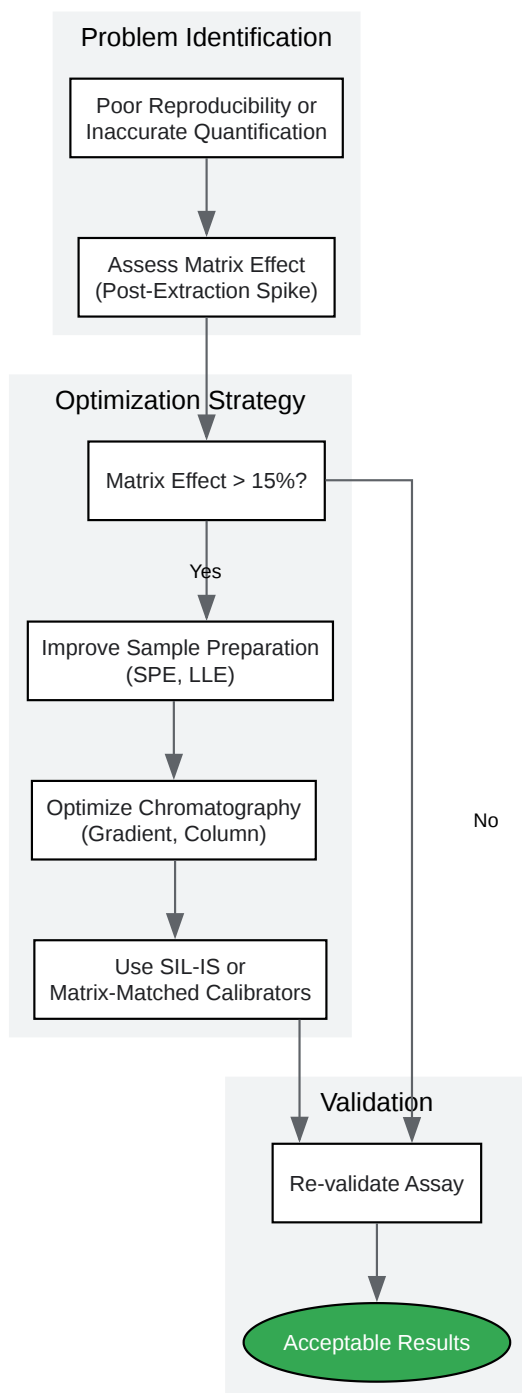 Problem Identification
Poor Reproducibility or
Inaccurate Quantification
Assess Matrix Effect
(Post-Extraction Spike)
Optimization Strategy
Matrix Effect > 15%?
Yes
Improve Sample Preparation
(SPE, LLE)
Optimize Chromatography
(Gradient, Column)
No
Use SIL-IS or
Matrix-Matched Calibrators
Validation
Re-validate Assay
Acceptable Results